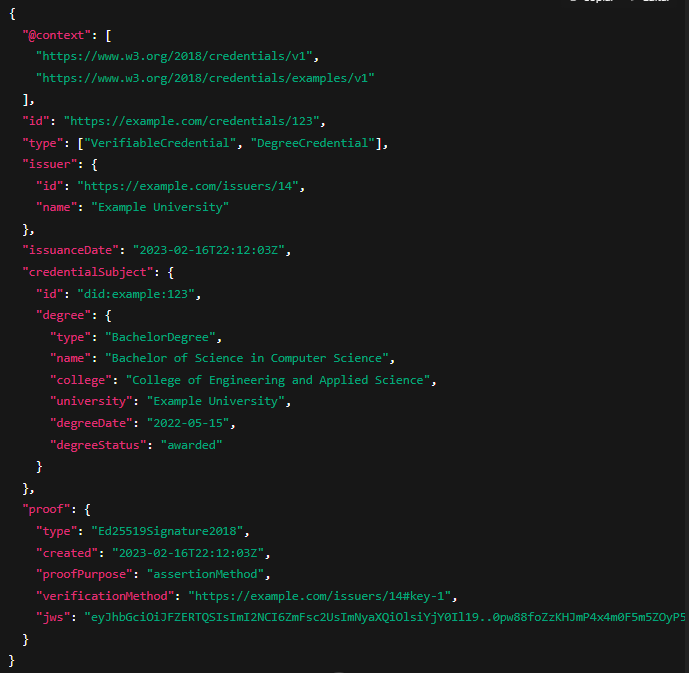 {
"@context": [
"https://www.w3.org/2018/credentials/v1",
"https://www.w3.org/2018/credentials/examples/v1"
],
"id": "https://example.com/credentials/123",
"type": ["VerifiableCredential", "DegreeCredential"],
"issuer": {
"id": "https://example.com/issuers/14",
"name": "Example University"
},
"issuanceDate": "2023-02-16T22:12:03Z",
"credentialSubject": {
"id": "did:example:123",
"degree": {
"type": "BachelorDegree",
"name": "Bachelor of Science in Computer Science",
"college": "College of Engineering and Applied Science",
"university": "Example University",
"degreeDate": "2022-05-15",
"degreeStatus": "awarded"
}
},
"proof": {
"type": "Ed25519Signature2018",
"created": "2023-02-16T22:12:03Z",
"proofPurpose": "assertionMethod",
"verificationMethod": "https://example.com/issuers/14#key-1",
"jws": "eyJhbGciOiJFZERTQSIsImI2NCI6ZmFsc2UsImNyaXQiOlsiYjY0Il19..0pw88foZzKHJmP4x4m0F5m5ZOyP5
}
}